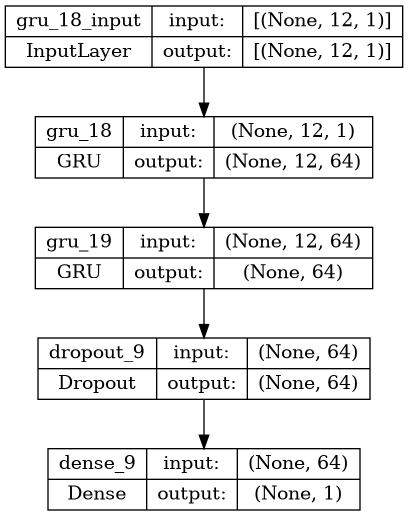 gru_18_input input: [(None, 12, 1)]
InputLayer output: [(None, 12, 1)]
gru_18 input: (None, 12, 1)
GRU output: (None, 12, 64)
gru_19 input: (None, 12, 64)
GRU output: (None, 64)
dropout_9 input: (None, 64)
Dropout output: (None, 64)
dense_9 input: (None, 64)
Dense output: (None, 1)